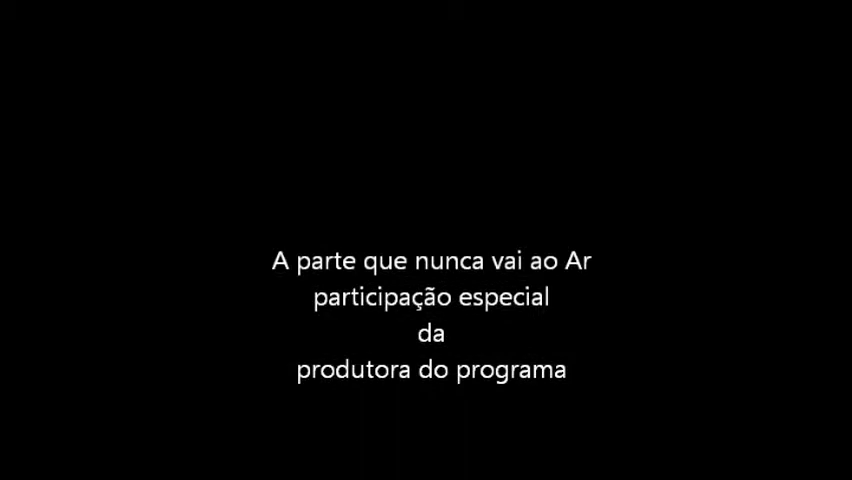 A parte que nunca vai ao Ar
participação especial
da
produtora do programa